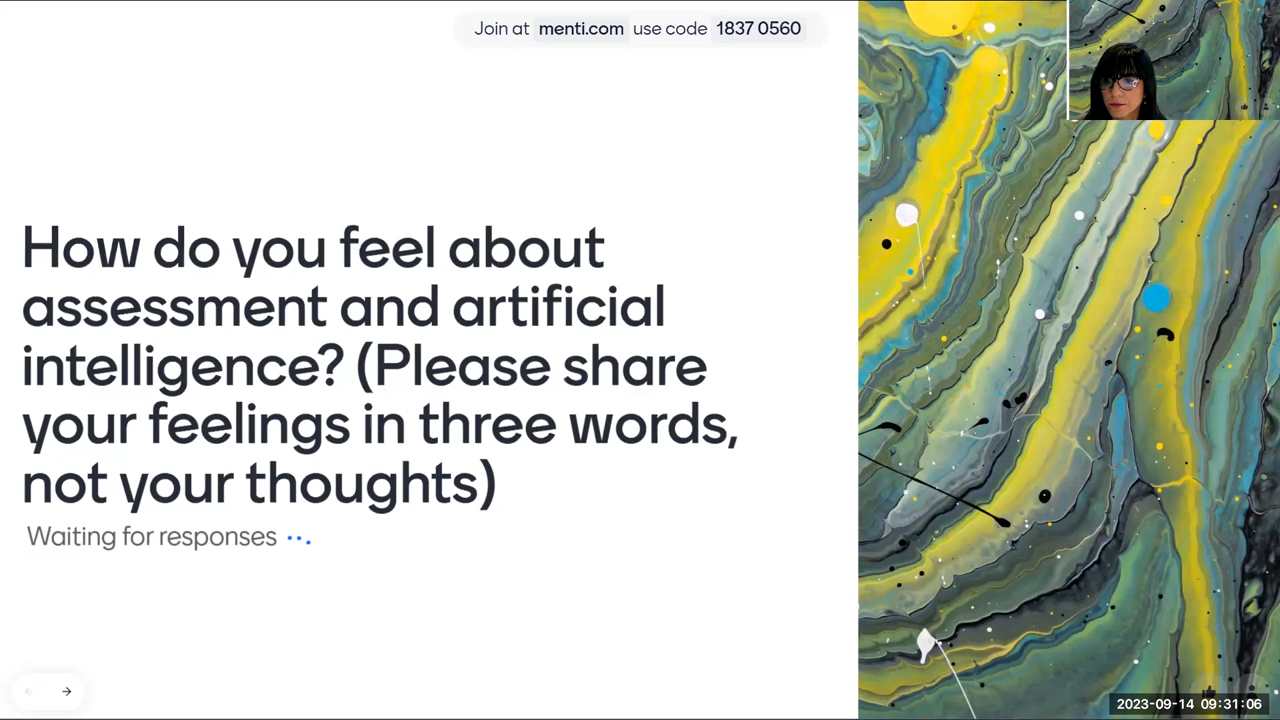 Join at menti.com use code 1837 0560
How do you feel about
assessment and artificial
intelligence? (Please share
your feelings in three words,
not your thoughts)
Waiting for responses
2023-09-14 09:31:06